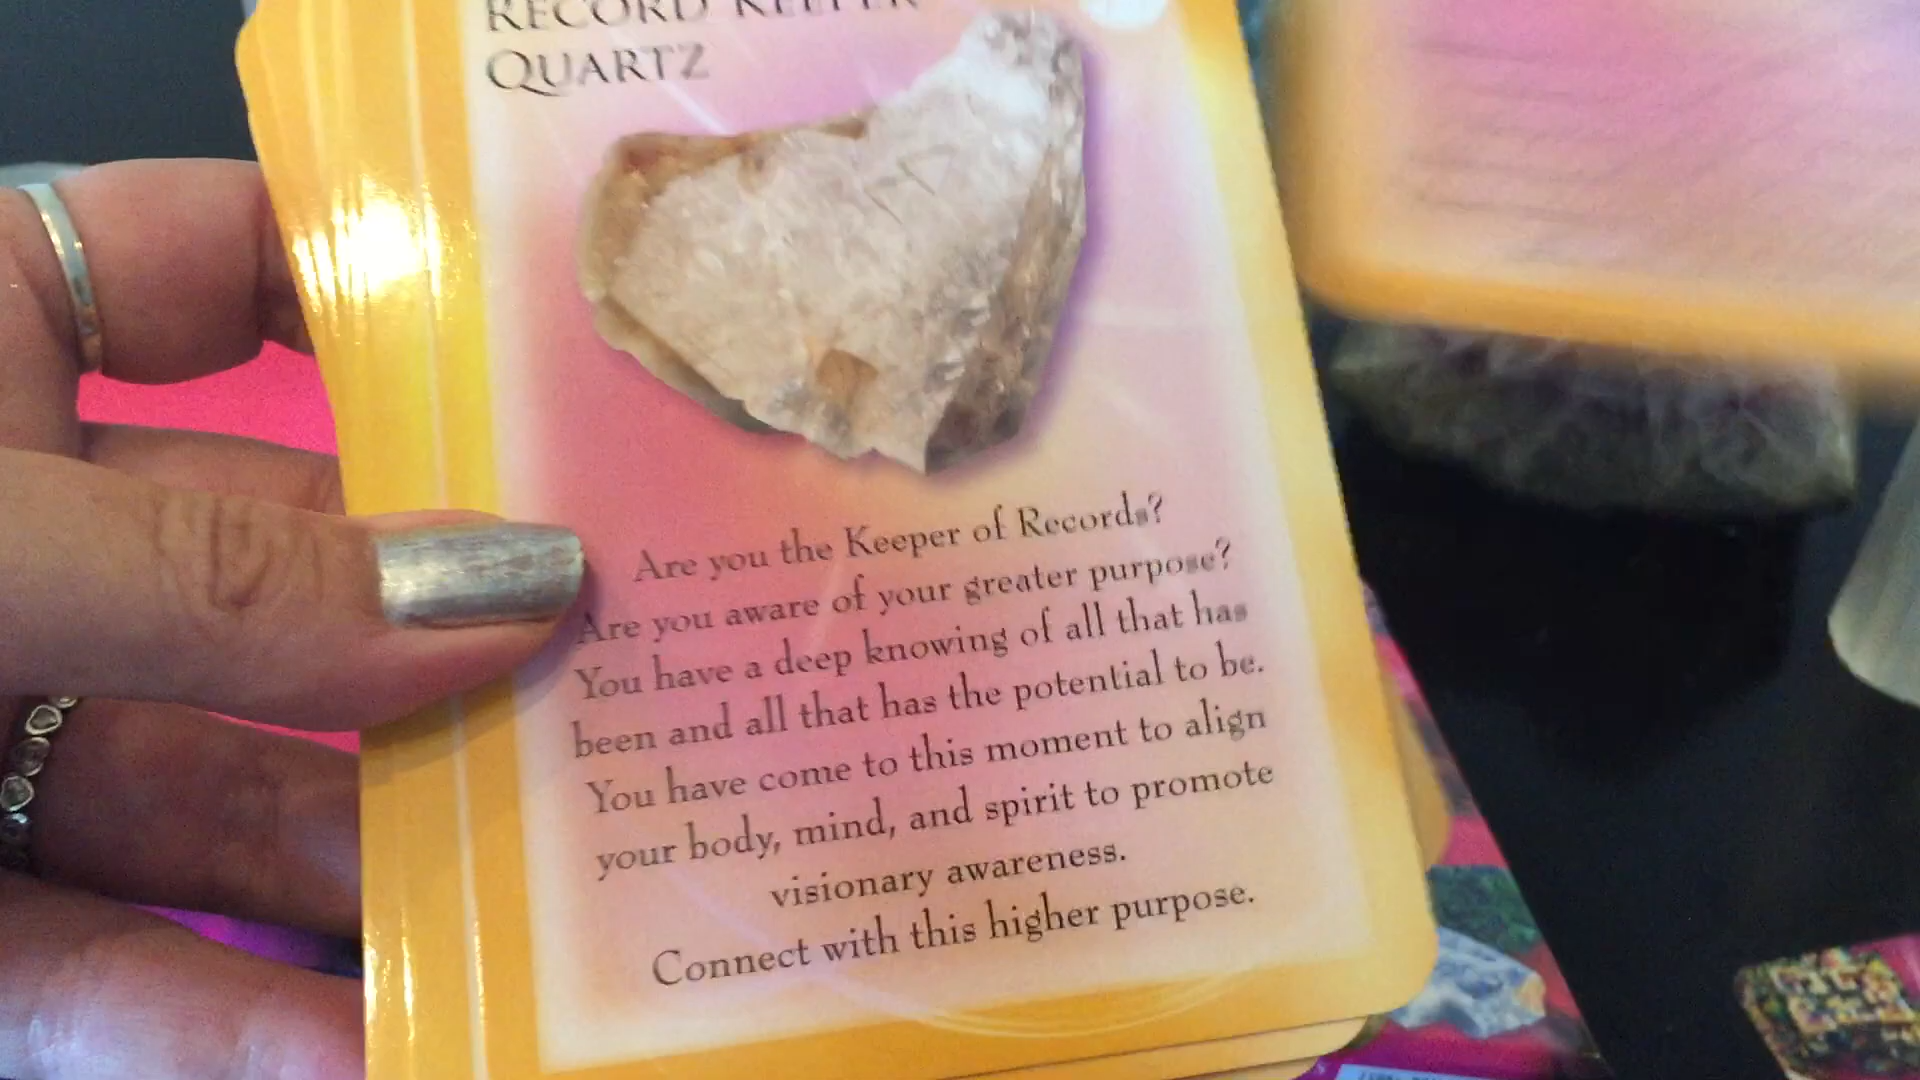 RECORD KEEPER
QUARTZ
Are you the Keeper of Records?
Are you aware of your greater purpose?
You have a deep knowing of all that has
been and all that has the potential to be.
You have come to this moment to align
your body, mind, and spirit to promote
visionary awareness.
Connect with this higher purpose.